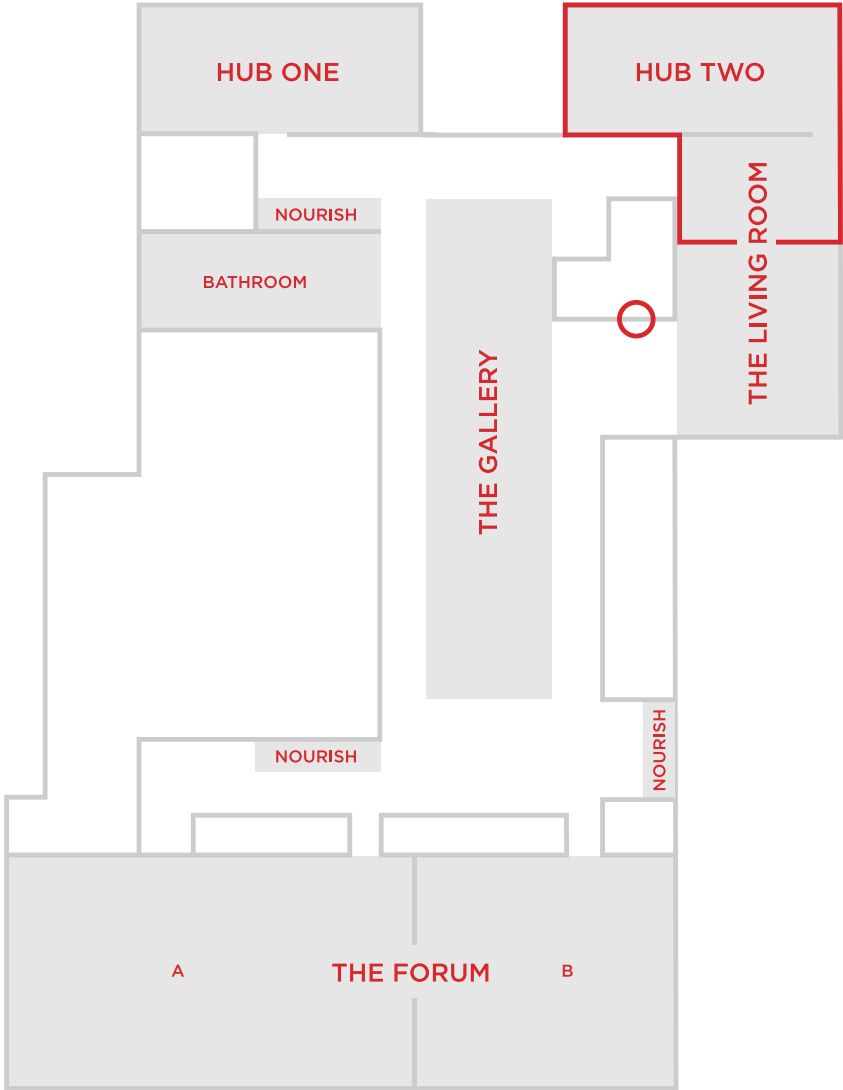 HUB ONE
HUB TWO
NOURISH
BATHROOM
THE LIVING ROOM
THE GALLERY
NOURISH
NOURISH
A
THE FORUM
B